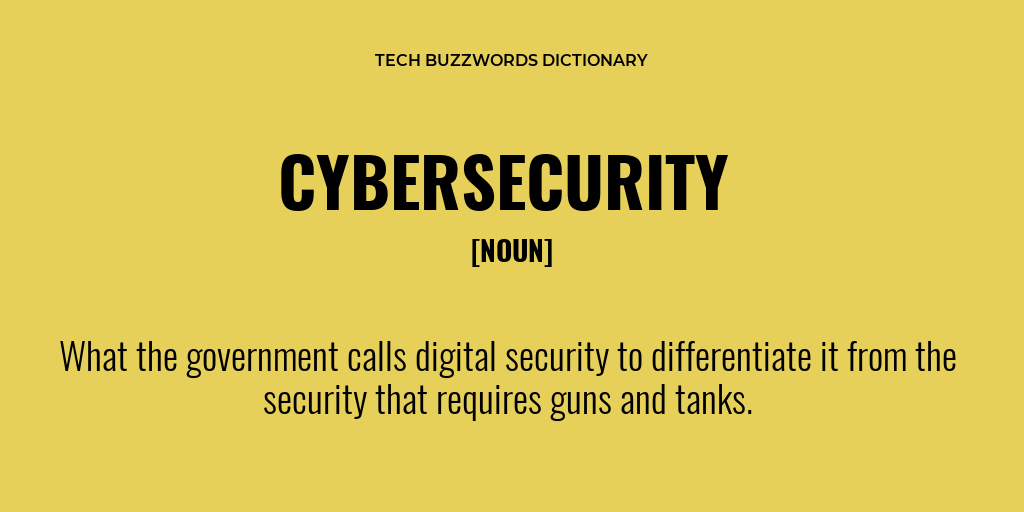 TECH BUZZWORDS DICTIONARY
CYBERSECURITY
[NOUN]
What the government calls digital security to differentiate it from the
security that requires guns and tanks.